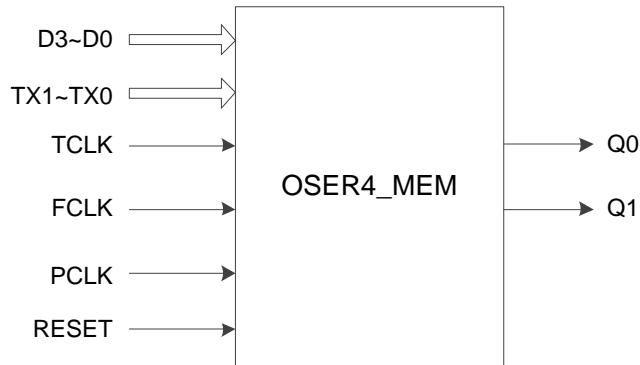 D3~D0
TX1~TX0
TCLK
FCLK
PCLK
RESET
OSER4_MEM
Q0
Q1